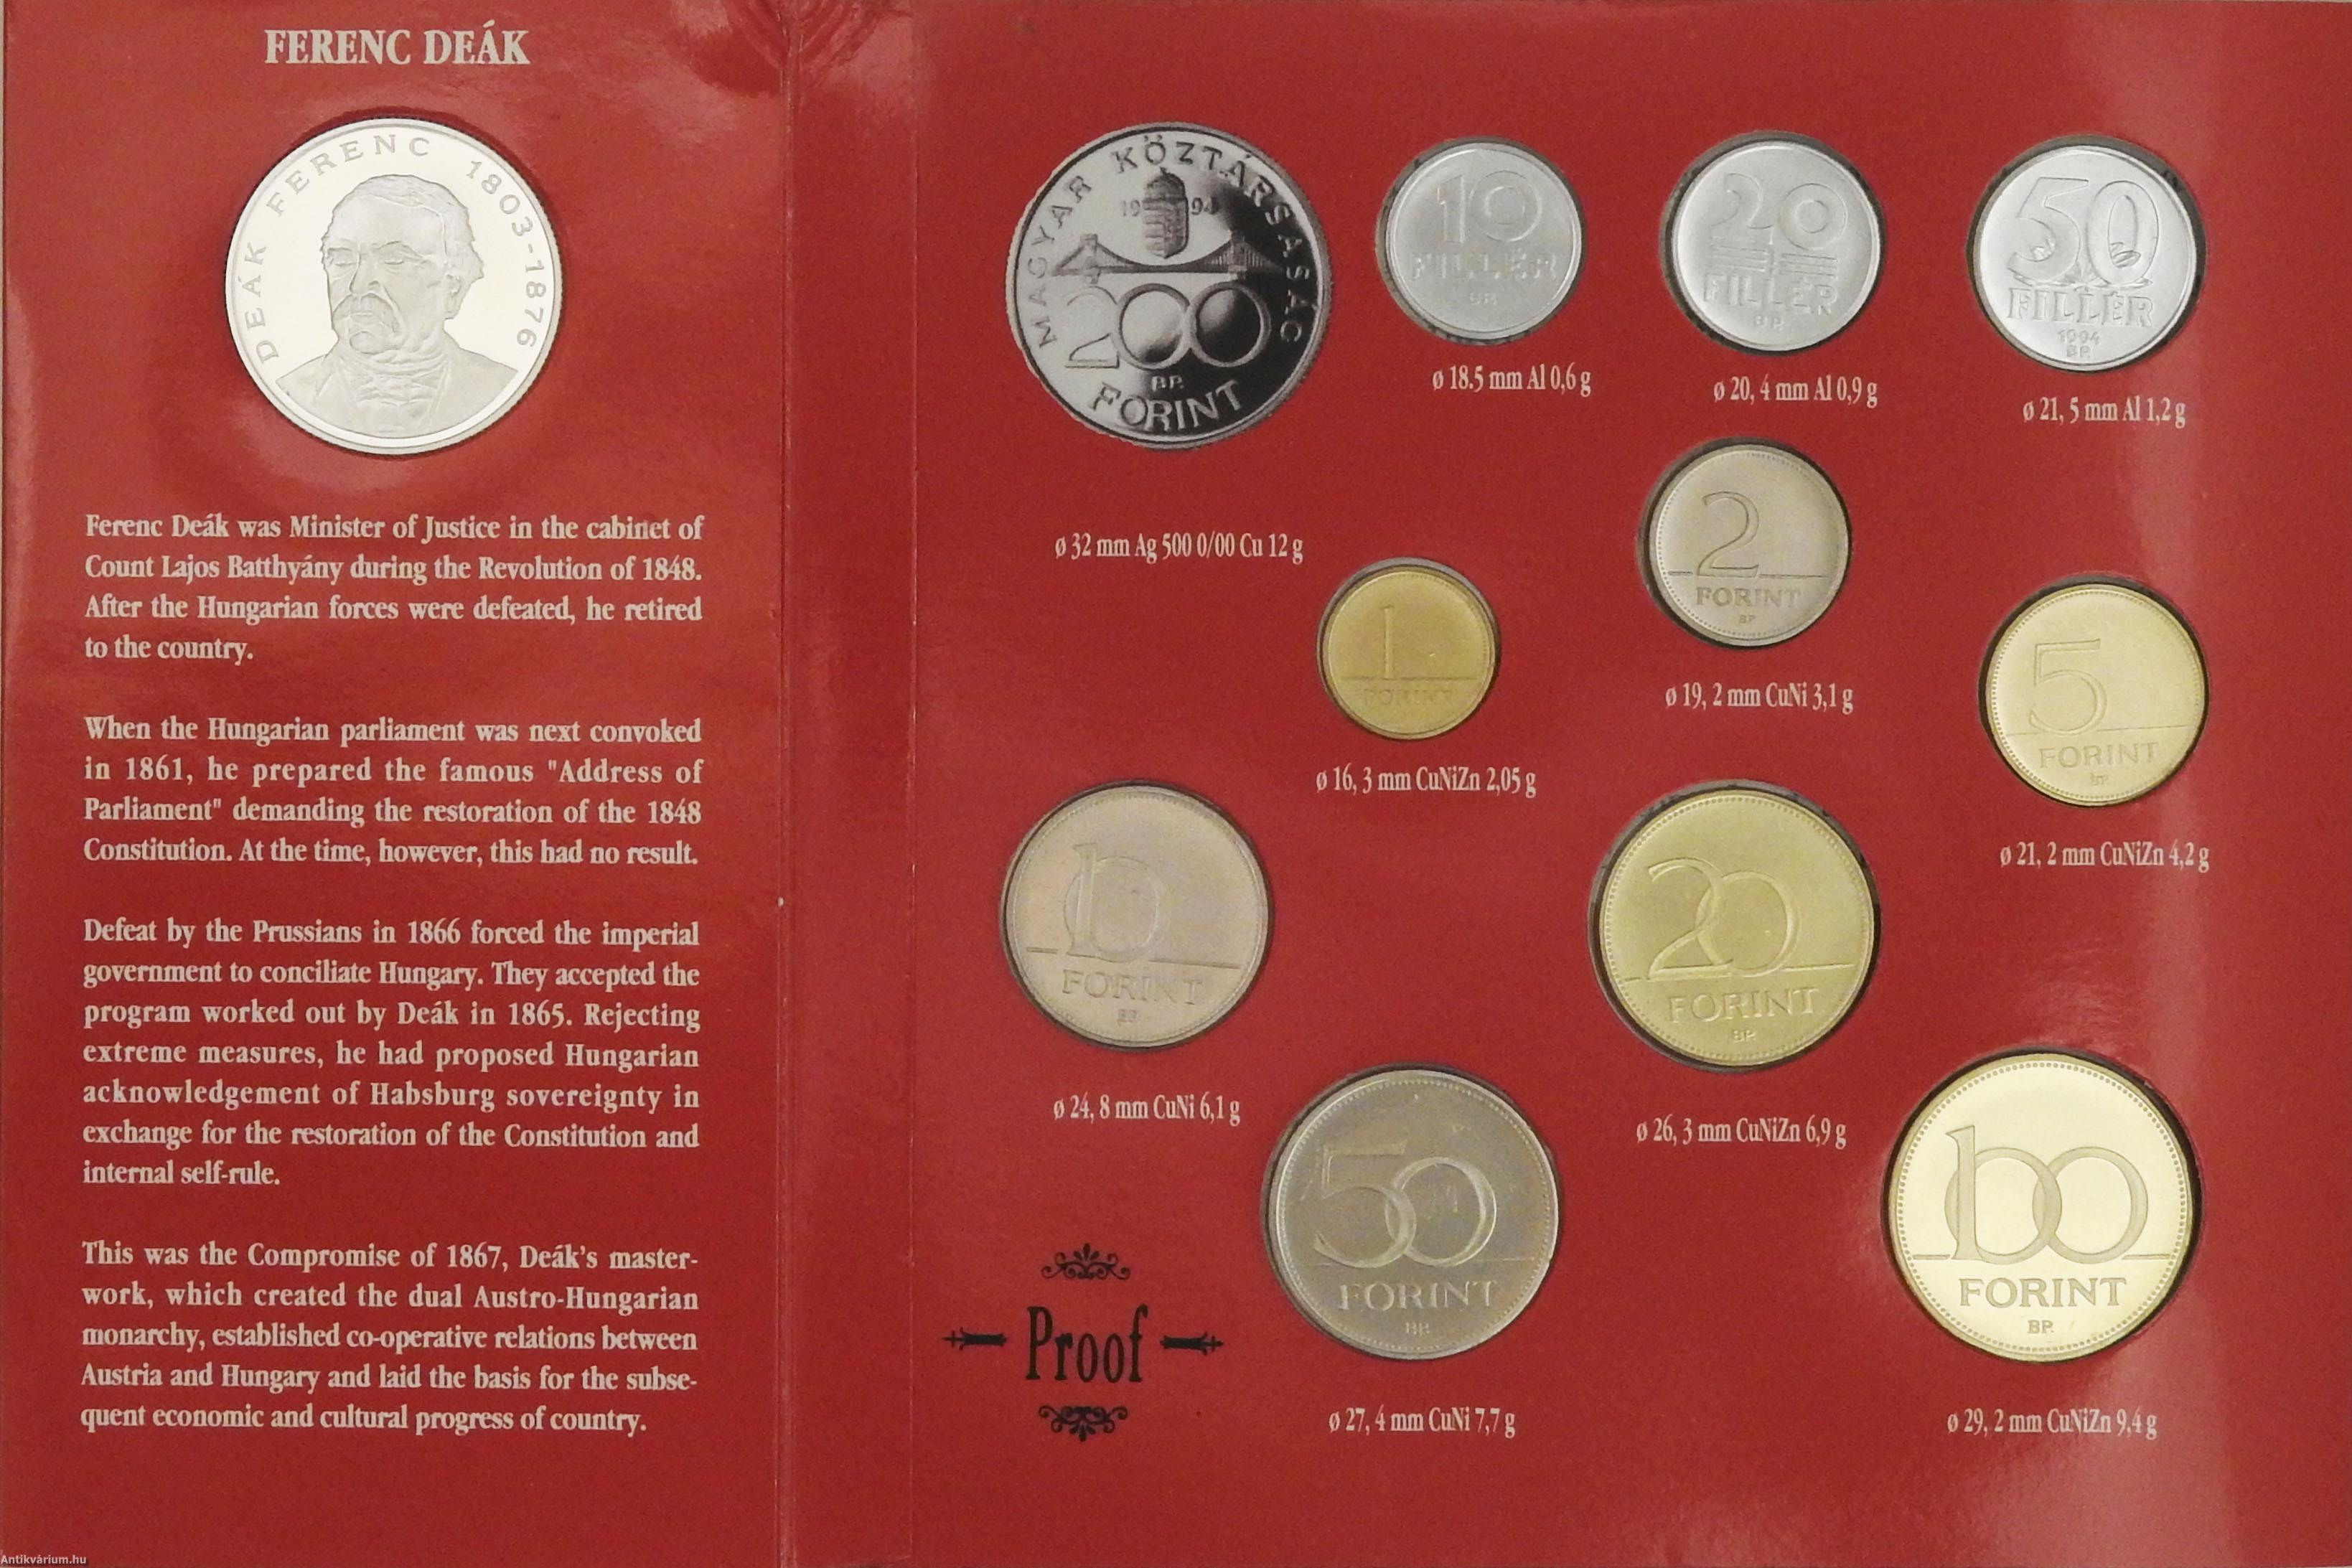 FERENC DEÁK
DEÁK FERENC 1803-1876
Ferenc Deák was Minister of Justice in the cabinet of
Count Lajos Batthyány during the Revolution of 1848.
After the Hungarian forces were defeated, he retired
to the country.
When the Hungarian parliament was next convoked
in 1861, he prepared the famous "Address of
Parliament" demanding the restoration of the 1848
Constitution. At the time, however, this had no result.
Defeat by the Prussians in 1866 forced the imperial
government to conciliate Hungary. They accepted the
program worked out by Deák in 1865. Rejecting
extreme measures, he had proposed Hungarian
acknowledgement of Habsburg sovereignty in
exchange for the restoration of the Constitution and
internal self-rule.
This was the Compromise of 1867, Deák's master-
work, which created the dual Austro-Hungarian
monarchy, established co-operative relations between
Austria and Hungary and laid the basis for the subse-
quent economic and cultural progress of country.
MAGYAR KÖZTÁRSASÁG
19 94
200
BP.
FORINT
ø 32 mm Ag 500 0/00 Cu 12 g
10
FILLÉR
BP.
ø 18.5 mm Al 0,6 g
20
FILLÉR
BP.
ø 20, 4 mm Al 0,9 g
50
FILLÉR
1994
BP.
ø 21, 5 mm Al 1,2 g
1
FORINT
ø 16, 3 mm CuNiZn 2,05 g
2
FORINT
BP.
ø 19, 2 mm CuNi 3,1 g
5
FORINT
BP.
ø 21, 2 mm CuNiZn 4,2 g
10
FORINT
BP.
ø 24, 8 mm CuNi 6,1 g
20
FORINT
BP.
ø 26, 3 mm CuNiZn 6,9 g
50
FORINT
BP.
ø 27, 4 mm CuNi 7,7 g
100
FORINT
BP.
ø 29, 2 mm CuNiZn 9,4 g
Proof
Antikvárium.hu